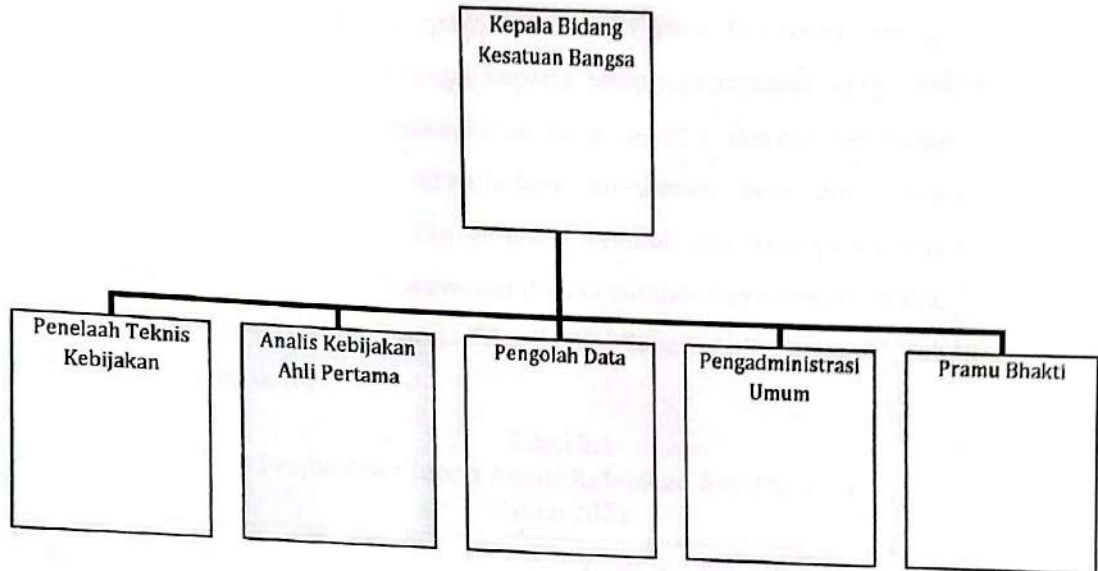 Kepala Bidang
Kesatuan Bangsa
Penelaah Teknis
Kebijakan
Analis Kebijakan
Ahli Pertama
Pengolah Data
Pengadministrasi
Umum
Pramu Bhakti